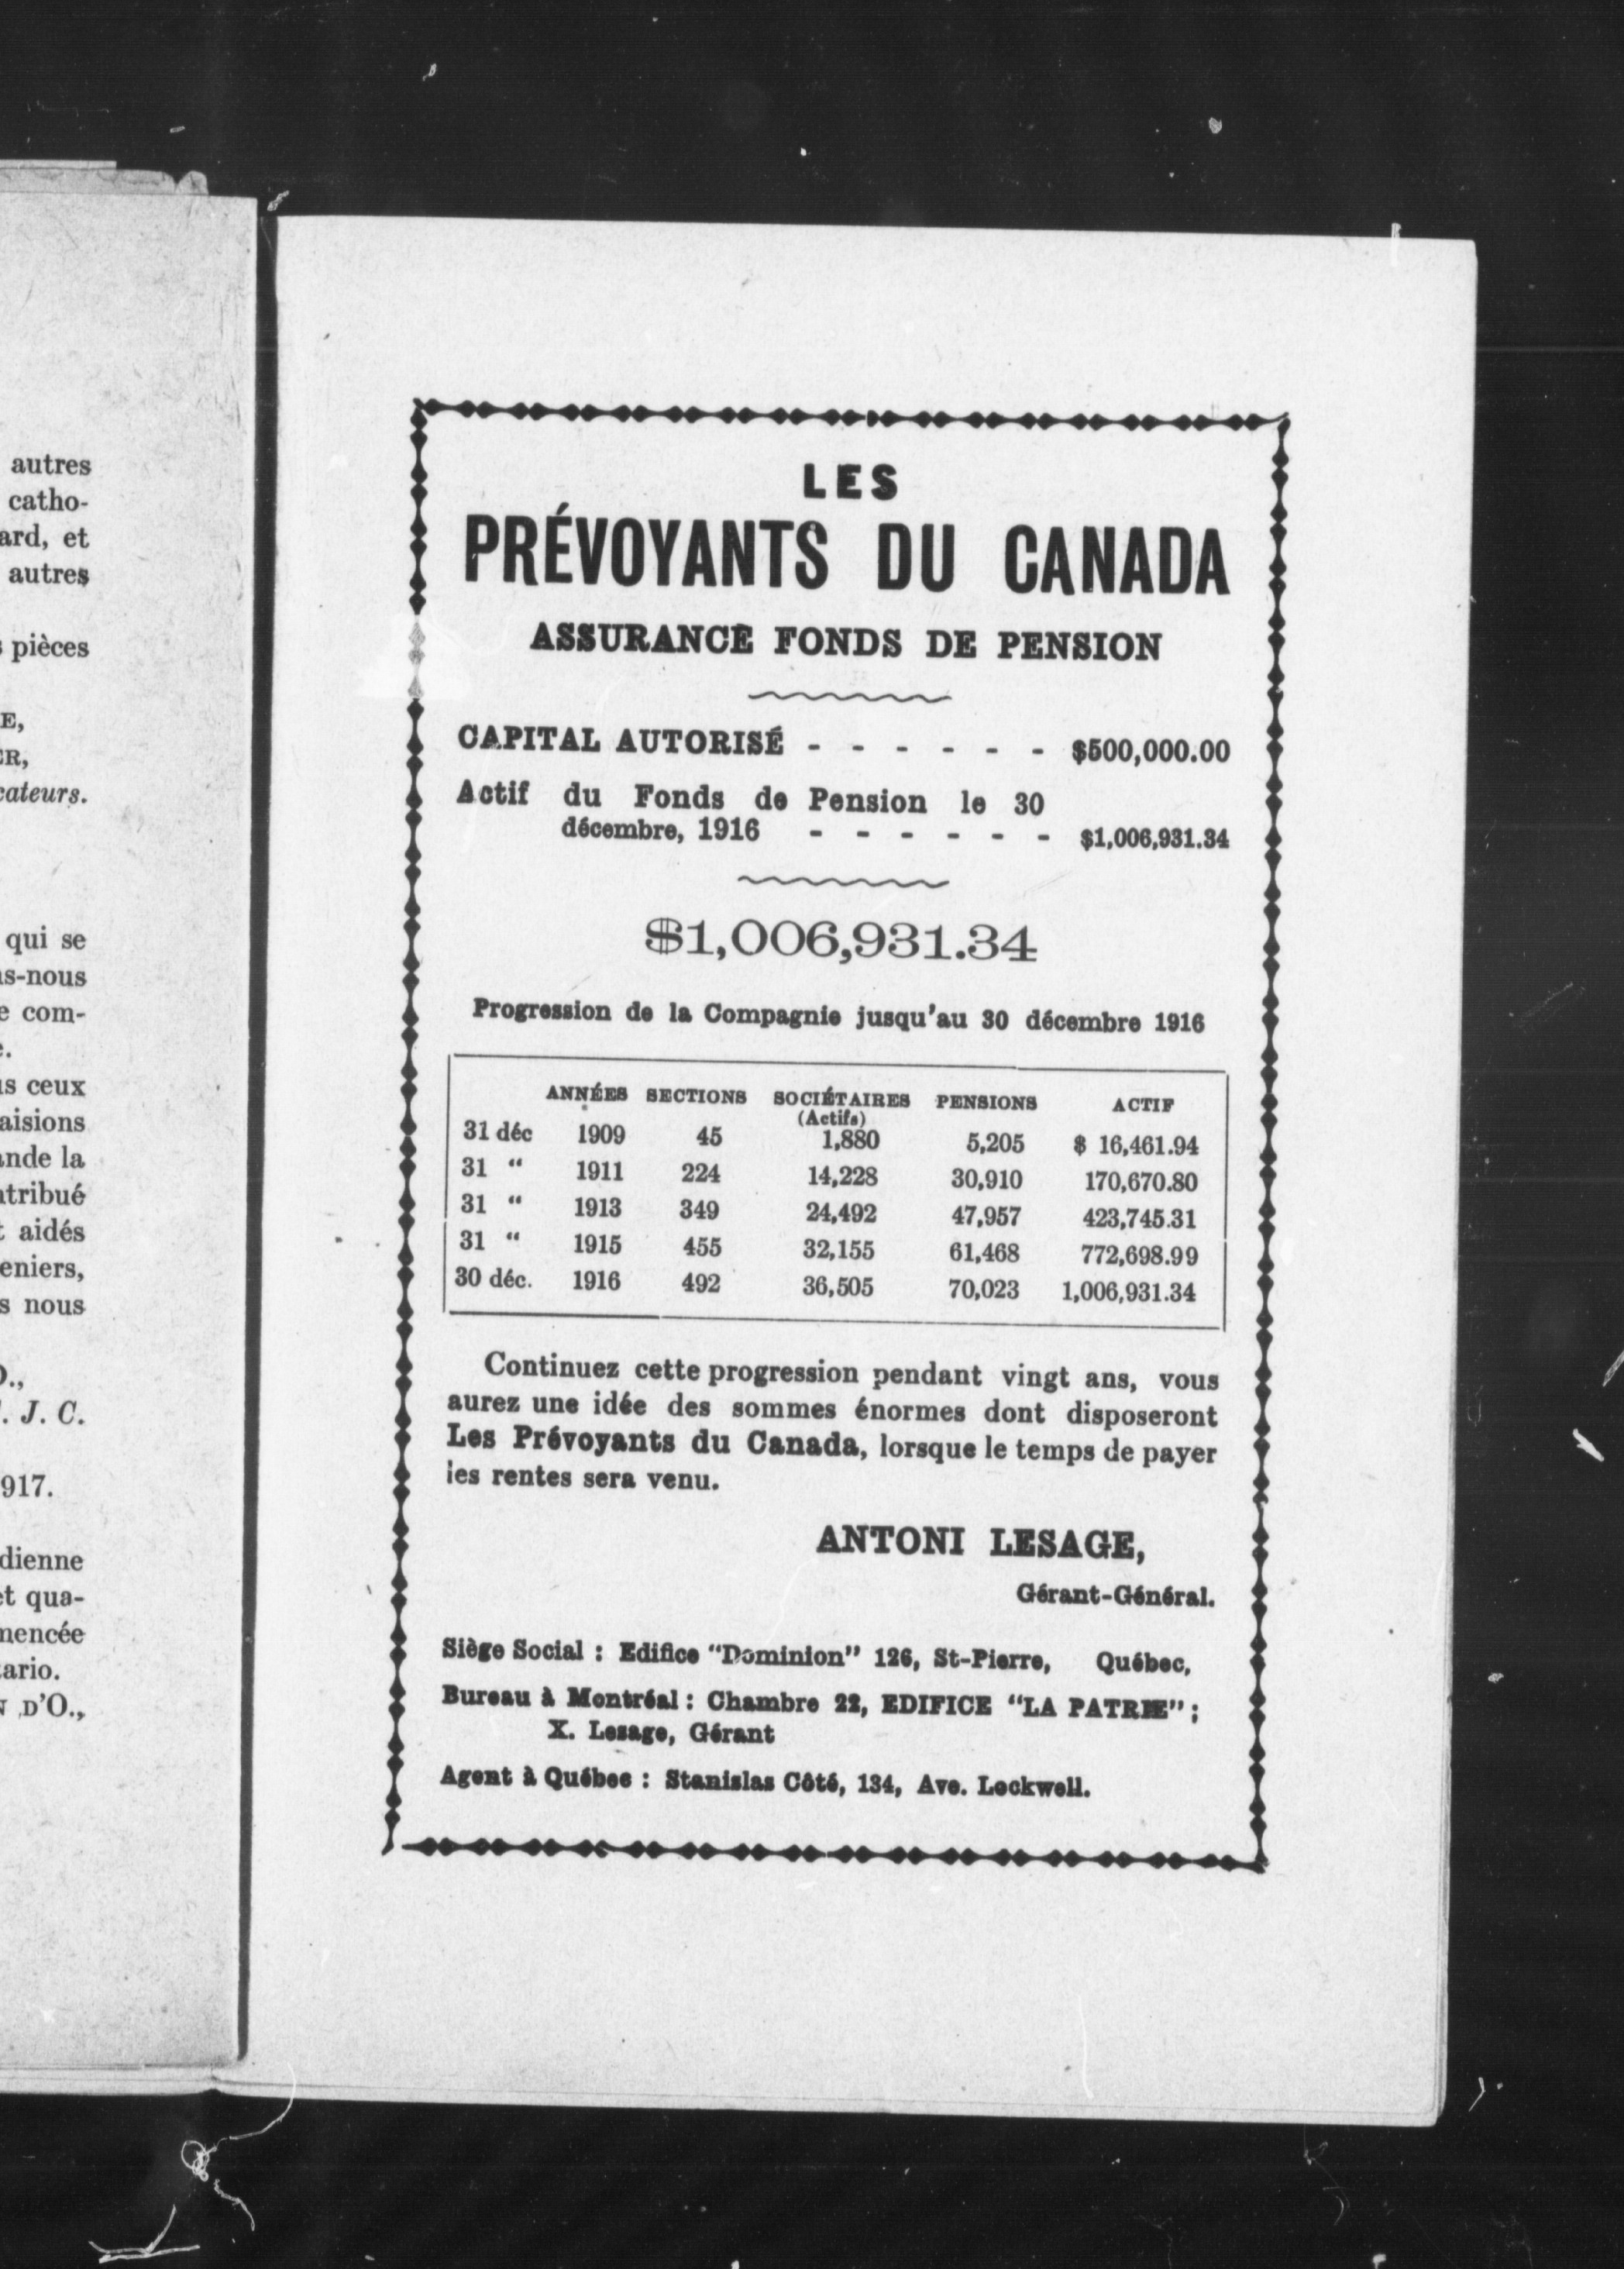 autres
catho-
ard, et
autres
pièces
E,
ER,
cateurs.
qui se
ns-nous
e com-
e.
us ceux
aisions
ande la
ntribué
t aidés
eniers,
s nous
O.,
. J. C.
917.
dienne
et qua-
mencée
tario.
N D'O.,
LES
PRÉVOYANTS DU CANADA
ASSURANCE FONDS DE PENSION
CAPITAL AUTORISÉ - - - - - - $500,000.00
Actif du Fonds de Pension le 30
décembre, 1916 - - - - - - $1,006,931.34
$1,006,931.34
Progression de la Compagnie jusqu'au 30 décembre 1916
ANNÉES SECTIONS SOCIÉTAIRES PENSIONS ACTIF
(Actifs)
31 déc 1909 45 1,880 5,205 $ 16,461.94
31 “ 1911 224 14,228 30,910 170,670.80
31 “ 1913 349 24,492 47,957 423,745.31
31 “ 1915 455 32,155 61,468 772,698.99
30 déc. 1916 492 36,505 70,023 1,006,931.34
Continuez cette progression pendant vingt ans, vous
aurez une idée des sommes énormes dont disposeront
Les Prévoyants du Canada, lorsque le temps de payer
les rentes sera venu.
ANTONI LESAGE,
Gérant-Général.
Siège Social : Edifice “Dominion” 126, St-Pierre, Québec,
Bureau à Montréal : Chambre 22, EDIFICE “LA PATRIE” ;
X. Lesage, Gérant
Agent à Québec : Stanislas Côté, 134, Ave. Lockwell.